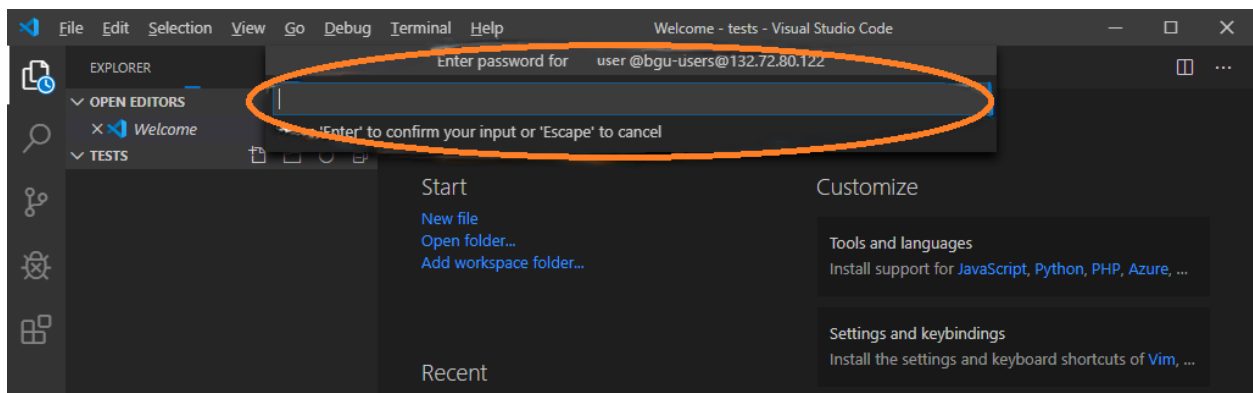 File Edit Selection View Go Debug Terminal Help Welcome - tests - Visual Studio Code
Enter password for user @bgu-users@132.72.80.122
EXPLORER
OPEN EDITORS
Welcome
'Enter' to confirm your input or 'Escape' to cancel
TESTS
Start
New file
Open folder...
Add workspace folder...
Recent
Customize
Tools and languages
Install support for JavaScript, Python, PHP, Azure, ...
Settings and keybindings
Install the settings and keyboard shortcuts of Vim, ...